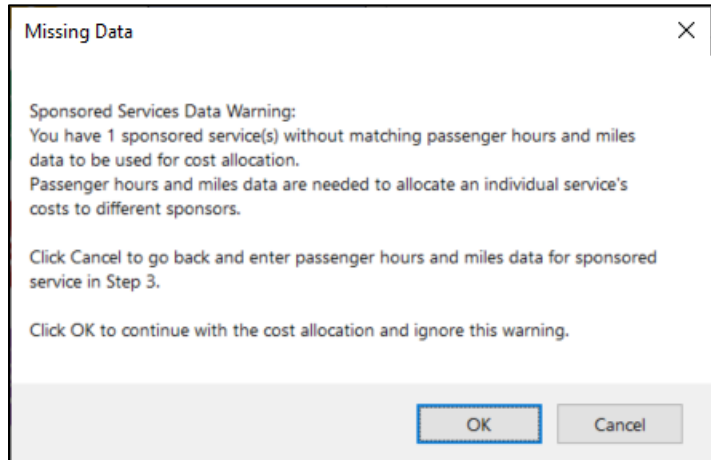 Missing Data
Sponsored Services Data Warning:
You have 1 sponsored service(s) without matching passenger hours and miles
data to be used for cost allocation.
Passenger hours and miles data are needed to allocate an individual service's
costs to different sponsors.
Click Cancel to go back and enter passenger hours and miles data for sponsored
service in Step 3.
Click OK to continue with the cost allocation and ignore this warning.
OK
Cancel